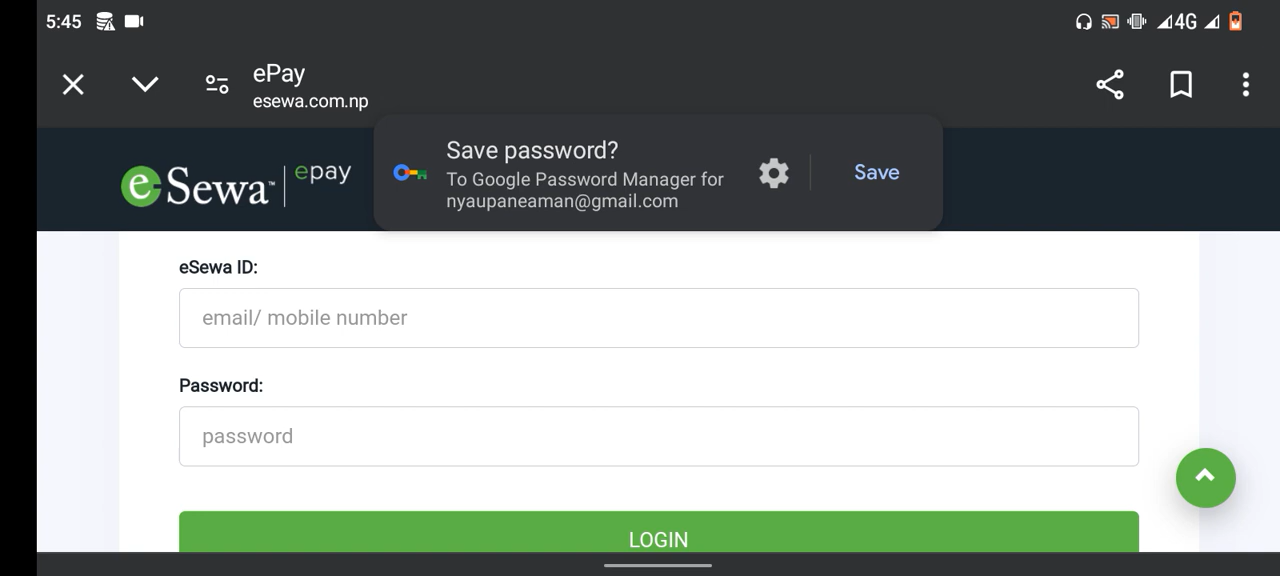 5:45
4G
ePay
esewa.com.np
Save password?
To Google Password Manager for
nyaupaneaman@gmail.com
Save
eSewa™ epay
eSewa ID:
email/ mobile number
Password:
password
LOGIN